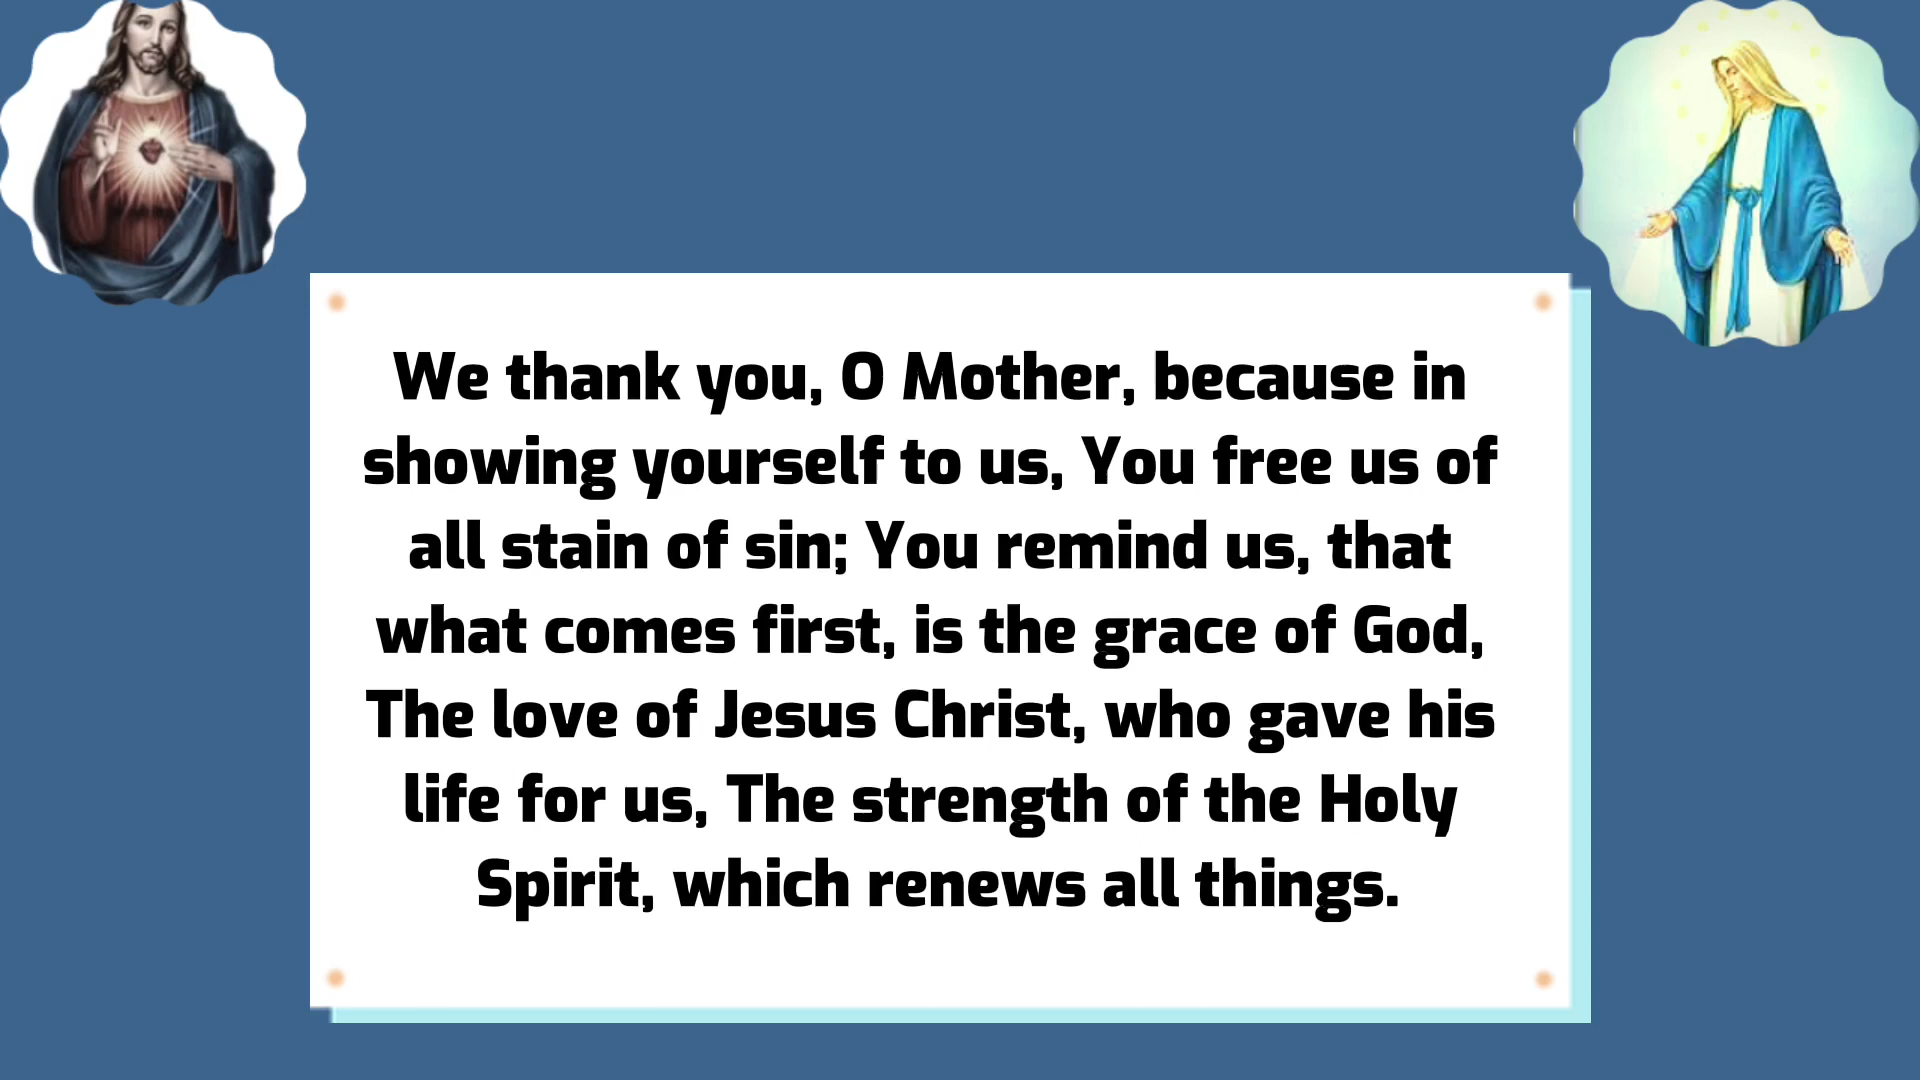 We thank you, O Mother, because in
showing yourself to us, You free us of
all stain of sin; You remind us, that
what comes first, is the grace of God,
The love of Jesus Christ, who gave his
life for us, The strength of the Holy
Spirit, which renews all things.